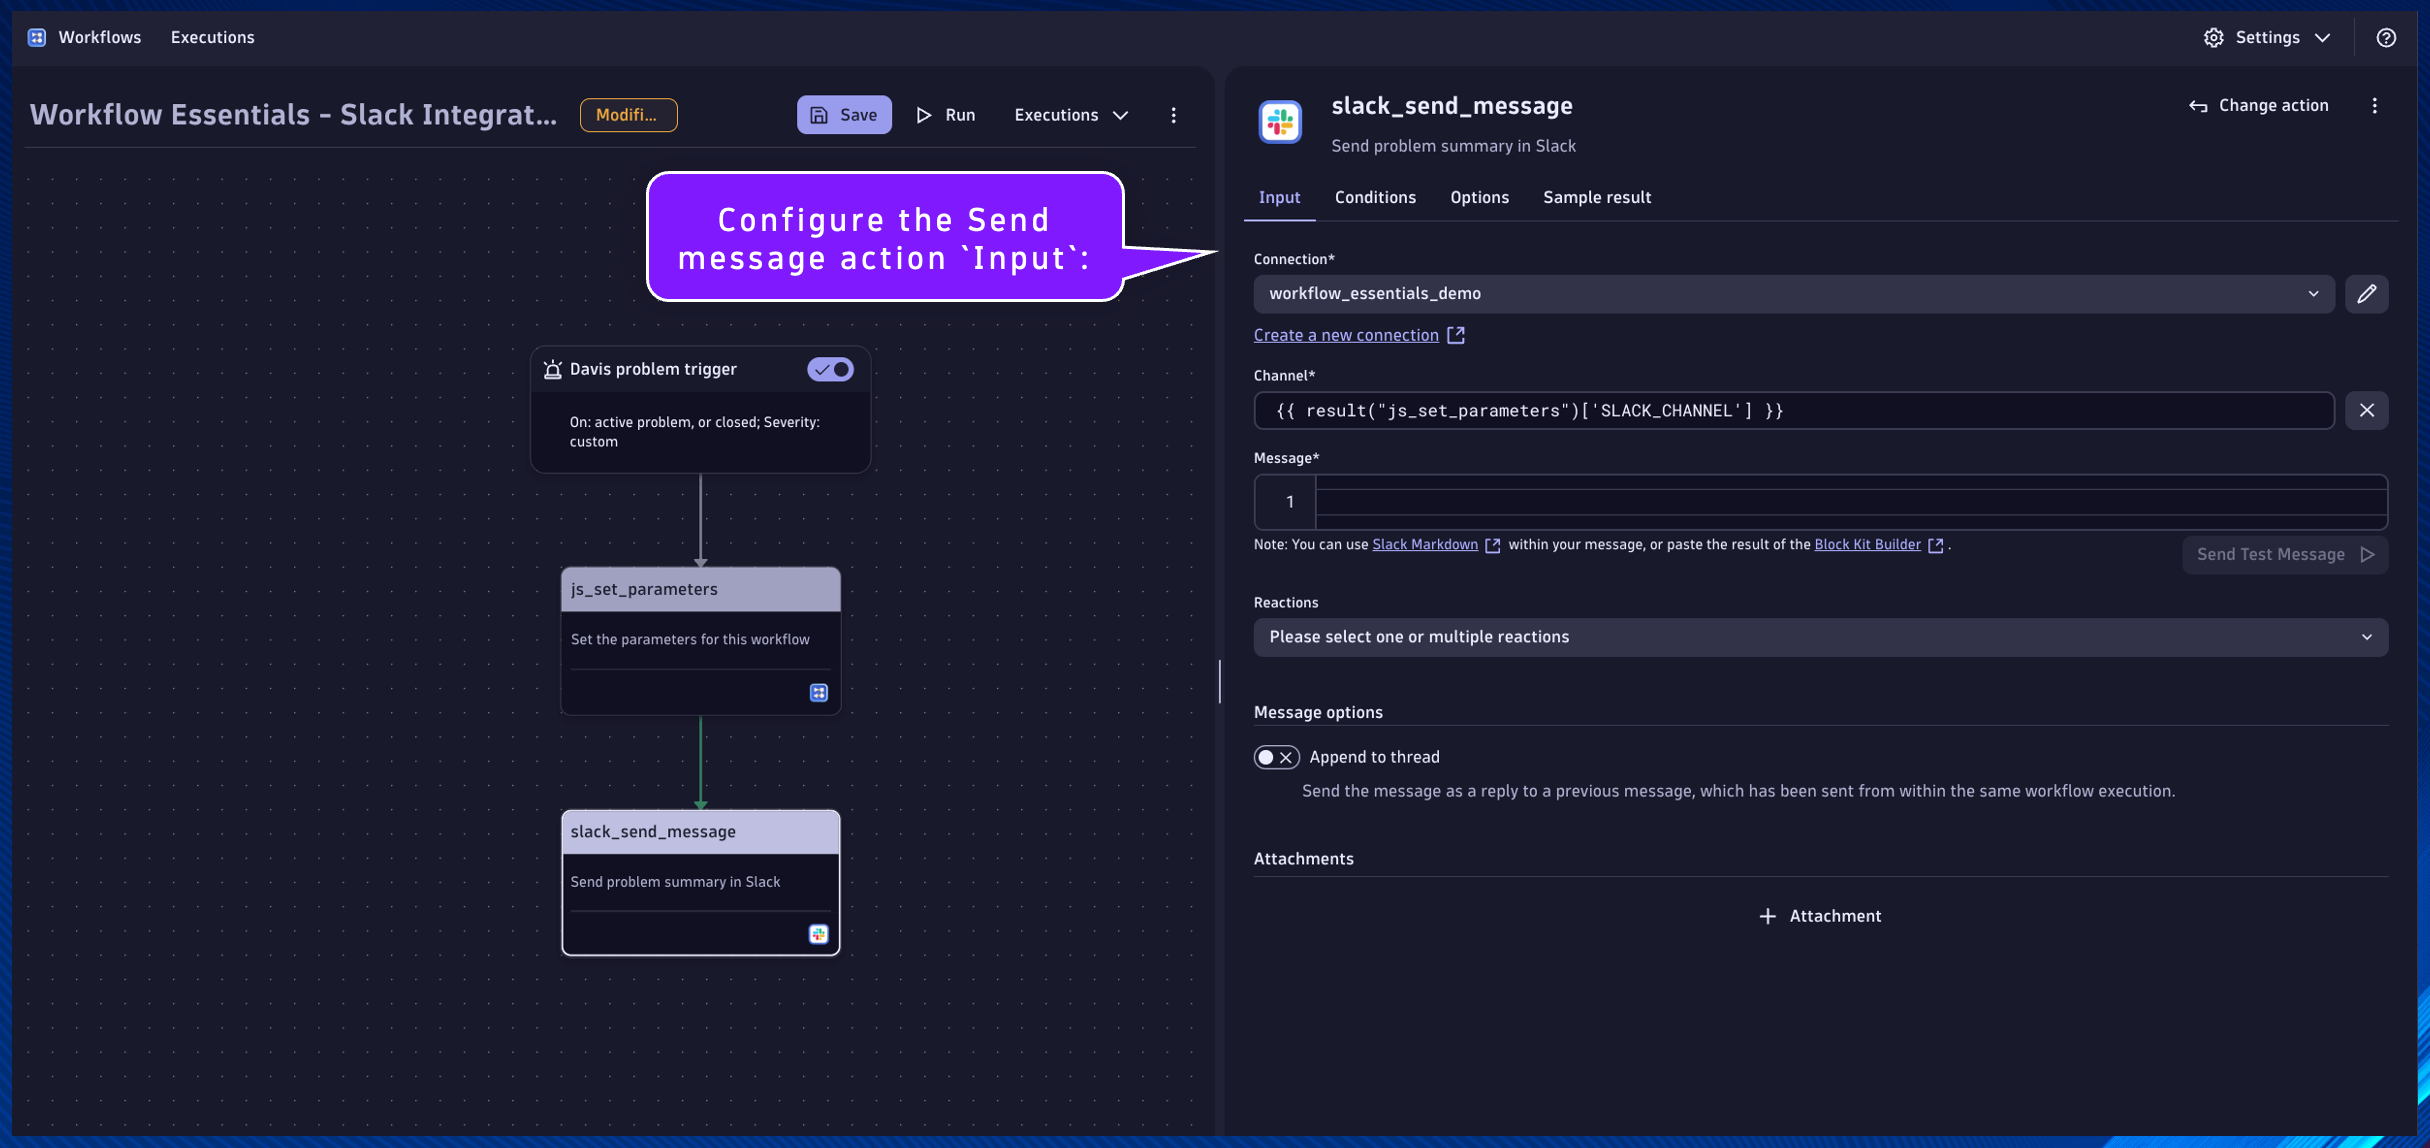 Workflows
Executions
Settings
Workflow Essentials - Slack Integrat...
Modifi...
Save
Run
Executions
Configure the Send
message action `Input`:
Davis problem trigger
On: active problem, or closed; Severity:
custom
js_set_parameters
Set the parameters for this workflow
slack_send_message
Send problem summary in Slack
slack_send_message
Send problem summary in Slack
Change action
Input
Conditions
Options
Sample result
Connection*
workflow_essentials_demo
Create a new connection
Channel*
{{ result("js_set_parameters")['SLACK_CHANNEL'] }}
Message*
1
Note: You can use Slack Markdown within your message, or paste the result of the Block Kit Builder .
Send Test Message
Reactions
Please select one or multiple reactions
Message options
Append to thread
Send the message as a reply to a previous message, which has been sent from within the same workflow execution.
Attachments
Attachment